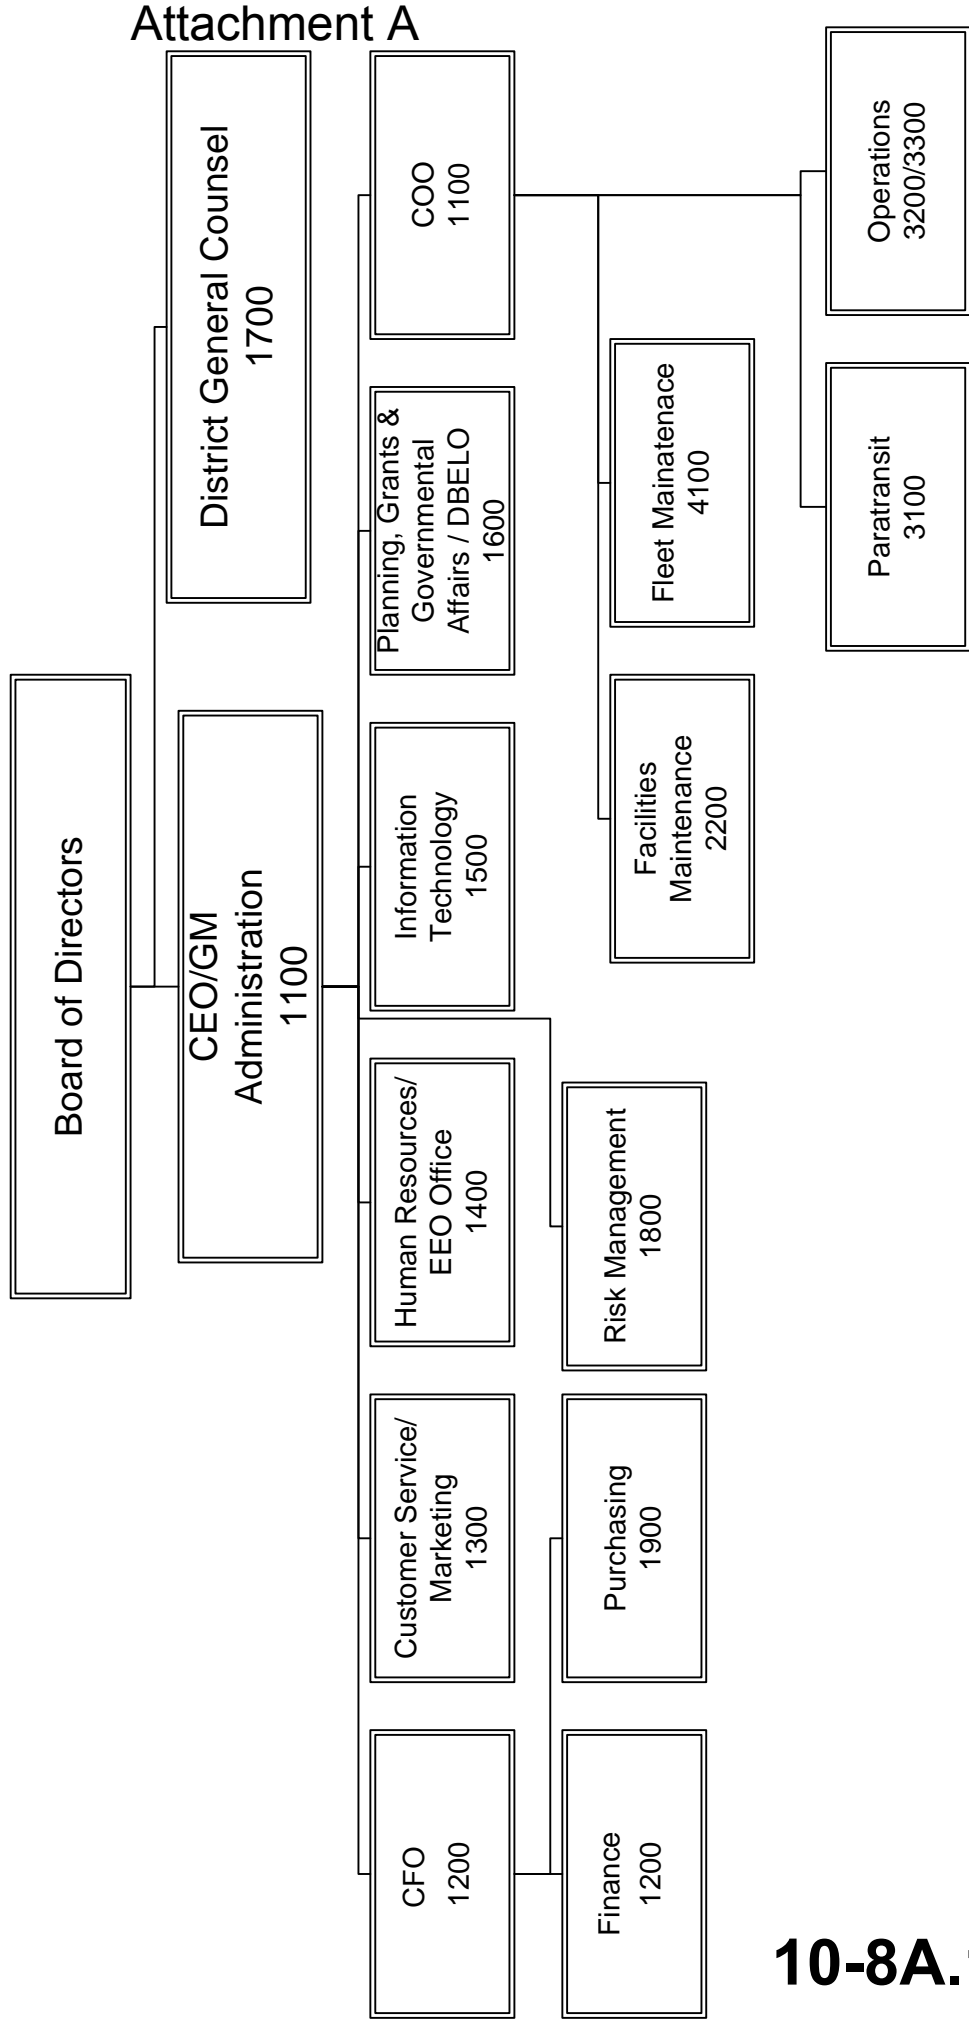 Attachment A
Board of Directors
District General Counsel
1700
CEO/GM
Administration
1100
CFO
1200
Customer Service/
Marketing
1300
Human Resources/
EEO Office
1400
Information
Technology
1500
Planning, Grants &
Governmental
Affairs / DBELO
1600
COO
1100
Finance
1200
Purchasing
1900
Risk Management
1800
Facilities
Maintenance
2200
Fleet Mainatenace
4100
Paratransit
3100
Operations
3200/3300
10-8A.